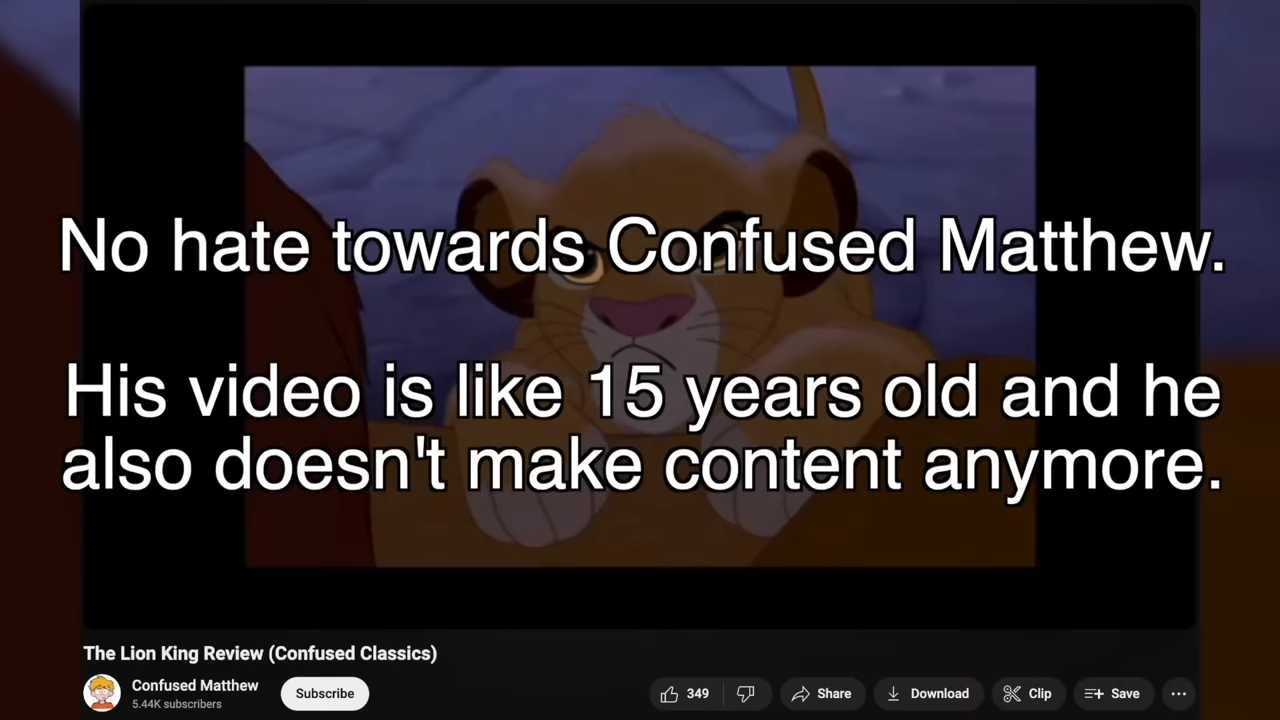 No hate towards Confused Matthew.
His video is like 15 years old and he
also doesn't make content anymore.
The Lion King Review (Confused Classics)
Confused Matthew
5.44K subscribers
Subscribe
349
Share
Download
Clip
Save